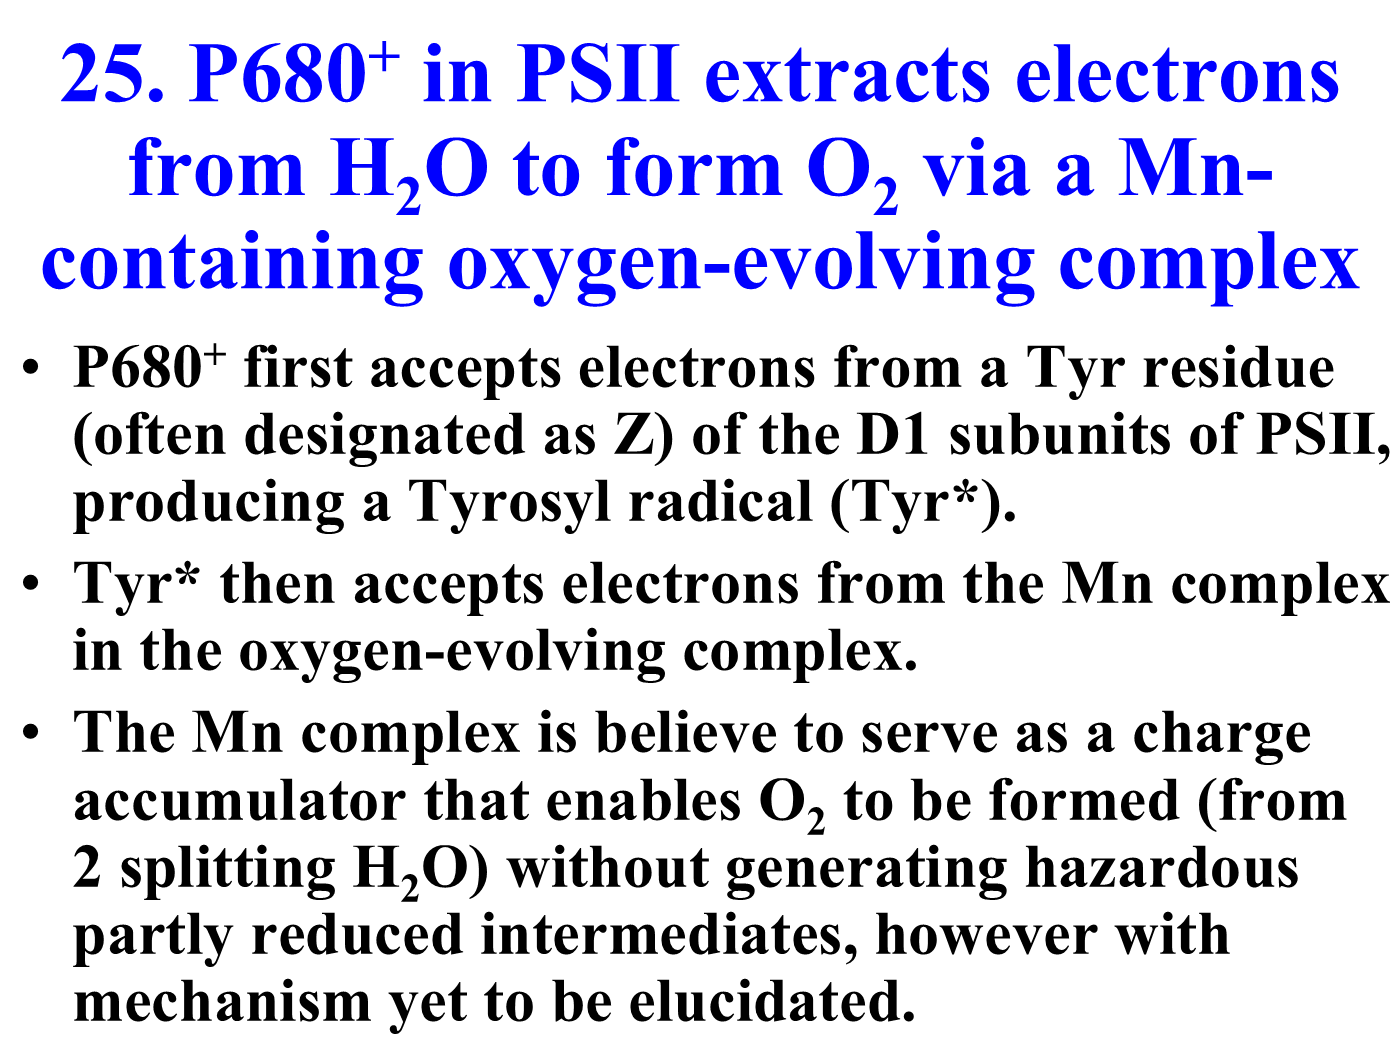 25. P680⁺ in PSII extracts electrons
from H₂O to form O₂ via a Mn-
containing oxygen-evolving complex
• P680⁺ first accepts electrons from a Tyr residue
(often designated as Z) of the D1 subunits of PSII,
producing a Tyrosyl radical (Tyr*).
• Tyr* then accepts electrons from the Mn complex
in the oxygen-evolving complex.
• The Mn complex is believe to serve as a charge
accumulator that enables O₂ to be formed (from
2 splitting H₂O) without generating hazardous
partly reduced intermediates, however with
mechanism yet to be elucidated.